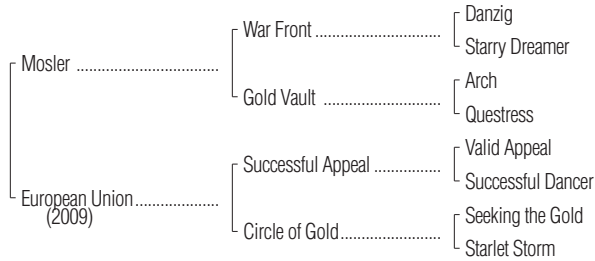 Danzig
War Front
Starry Dreamer
Mosler
Arch
Gold Vault
Questress
Valid Appeal
Successful Appeal
Successful Dancer
European Union
(2009)
Seeking the Gold
Circle of Gold
Starlet Storm